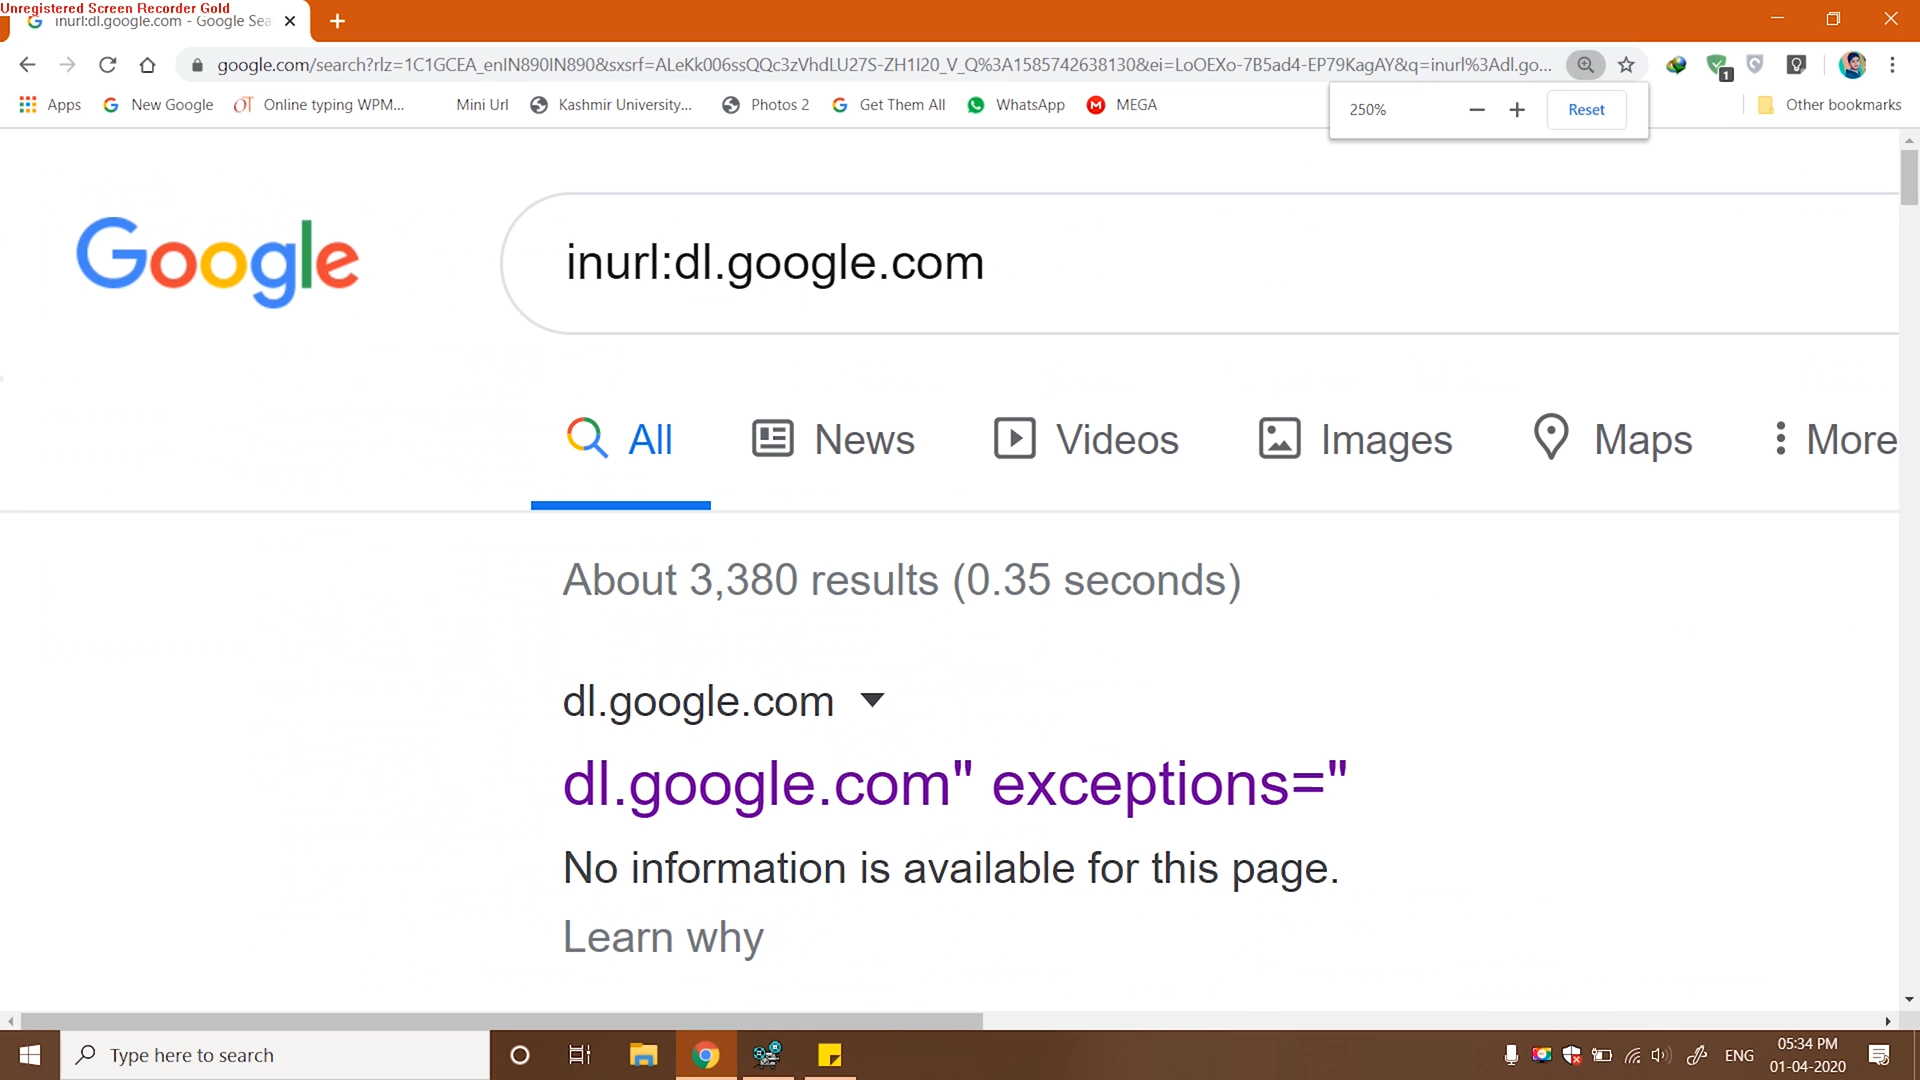 Unregistered Screen Recorder Gold
inurl:dl.google.com - Google Sea
google.com/search?rlz=1C1GCEA_enIN890IN890&sxsrf=ALeKk006ssQQc3zVhdLU27S-ZH1I20_V_Q%3A1585742638130&ei=LoOEXo-7B5ad4-EP79KagAY&q=inurl%3Adl.go...
1
Apps
New Google
OT
Online typing WPM...
Mini Url
Kashmir University...
Photos 2
Get Them All
WhatsApp
MEGA
Other bookmarks
250%
Reset
Google
inurl:dl.google.com
All
News
Videos
Images
Maps
More
About 3,380 results (0.35 seconds)
dl.google.com
dl.google.com" exceptions="
No information is available for this page.
Learn why
Type here to search
ENG
05:34 PM
01-04-2020